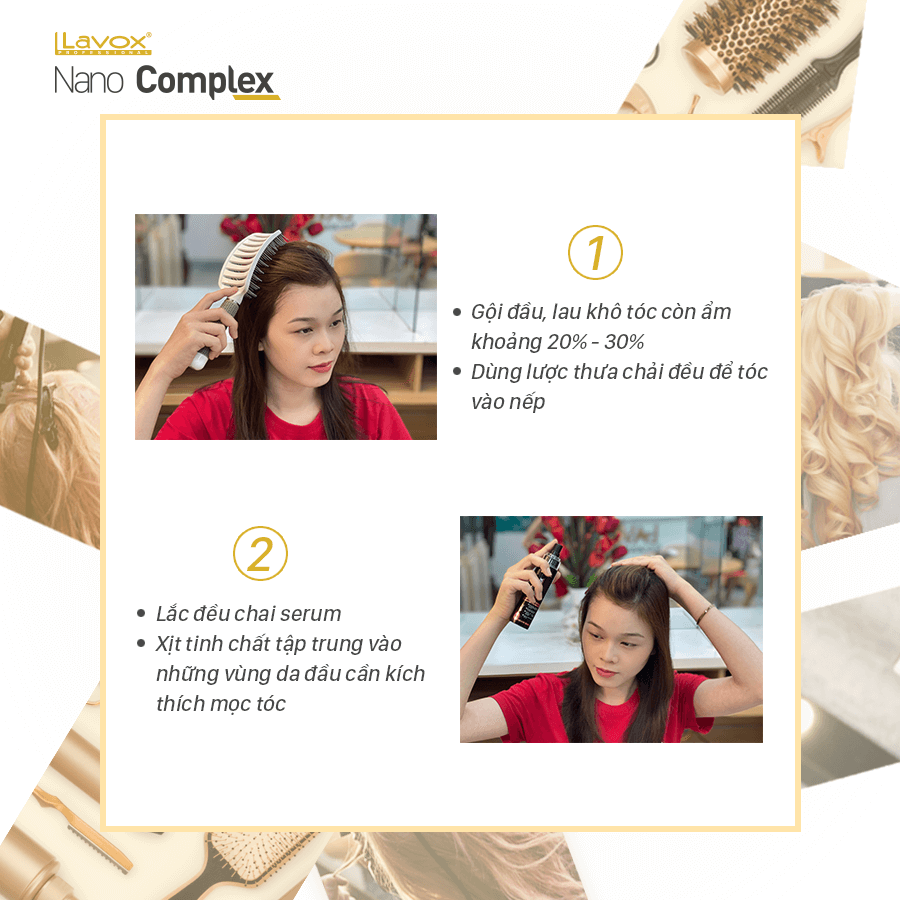 LLavox®
PROFESSIONAL
Nano Complex
1
• Gội đầu, lau khô tóc còn ẩm
khoảng 20% - 30%
• Dùng lược thưa chải đều để tóc
vào nếp
2
• Lắc đều chai serum
• Xịt tinh chất tập trung vào
những vùng da đầu cần kích
thích mọc tóc